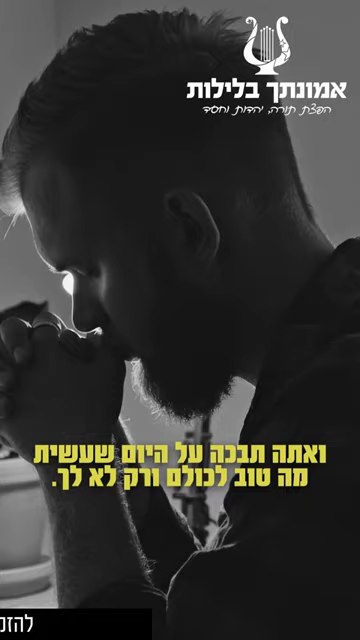 אמונתך בלילות
הפצת תורה, יהדות וחסד
ואתה תבכה על היום שעשית
מה טוב לכולם ורק לא לך.